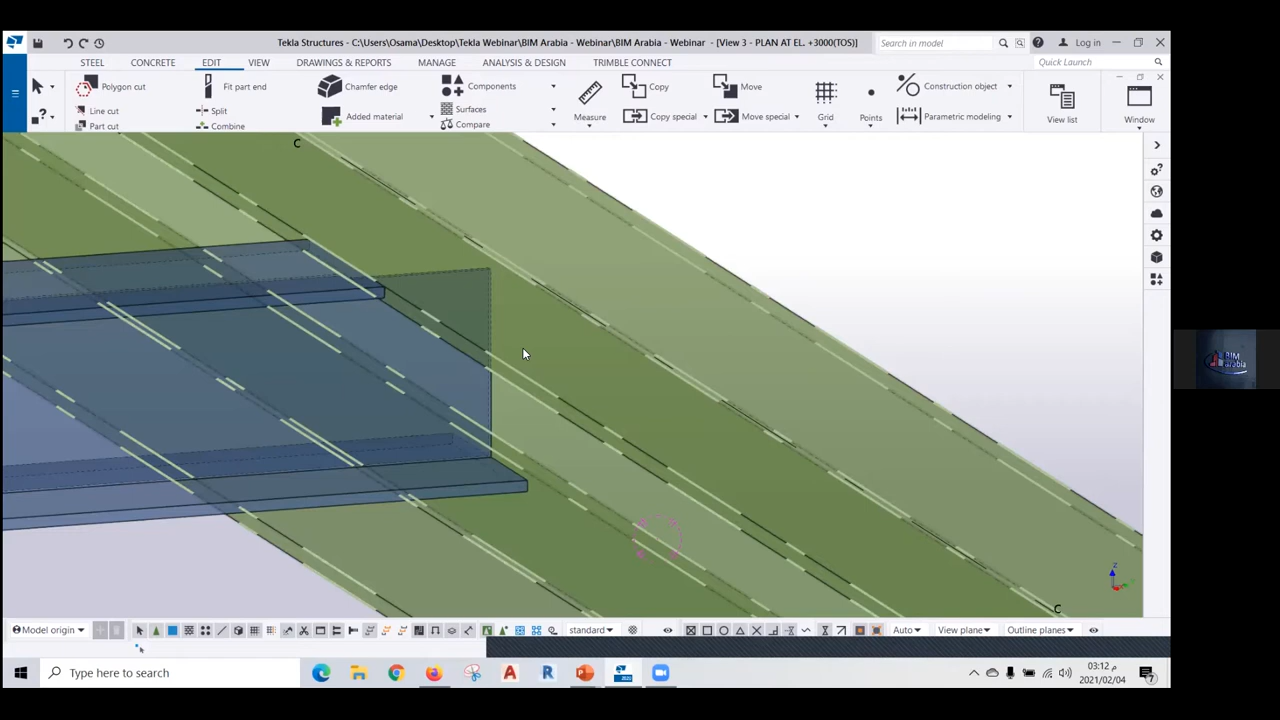 Tekla Structures - C:\Users\Osama\Desktop\Tekla Webinar\BIM Arabia - Webinar\BIM Arabia - Webinar - [View 3 - PLAN AT EL. +3000(TOS)]
Search in model
Log in
STEEL CONCRETE EDIT VIEW DRAWINGS & REPORTS MANAGE ANALYSIS & DESIGN TRIMBLE CONNECT
Quick Launch
Polygon cut
Fit part end
Chamfer edge
Components
Copy
Move
Construction object
Line cut
Split
Surfaces
Measure
Copy special
Move special
Grid
Points
Parametric modeling
View list
Window
Part cut
Combine
Added material
Compare
C
Z
C
Model origin
standard
Auto
View plane
Outline planes
Type here to search
03:12 م
2021/02/04
7
BIM
arabia